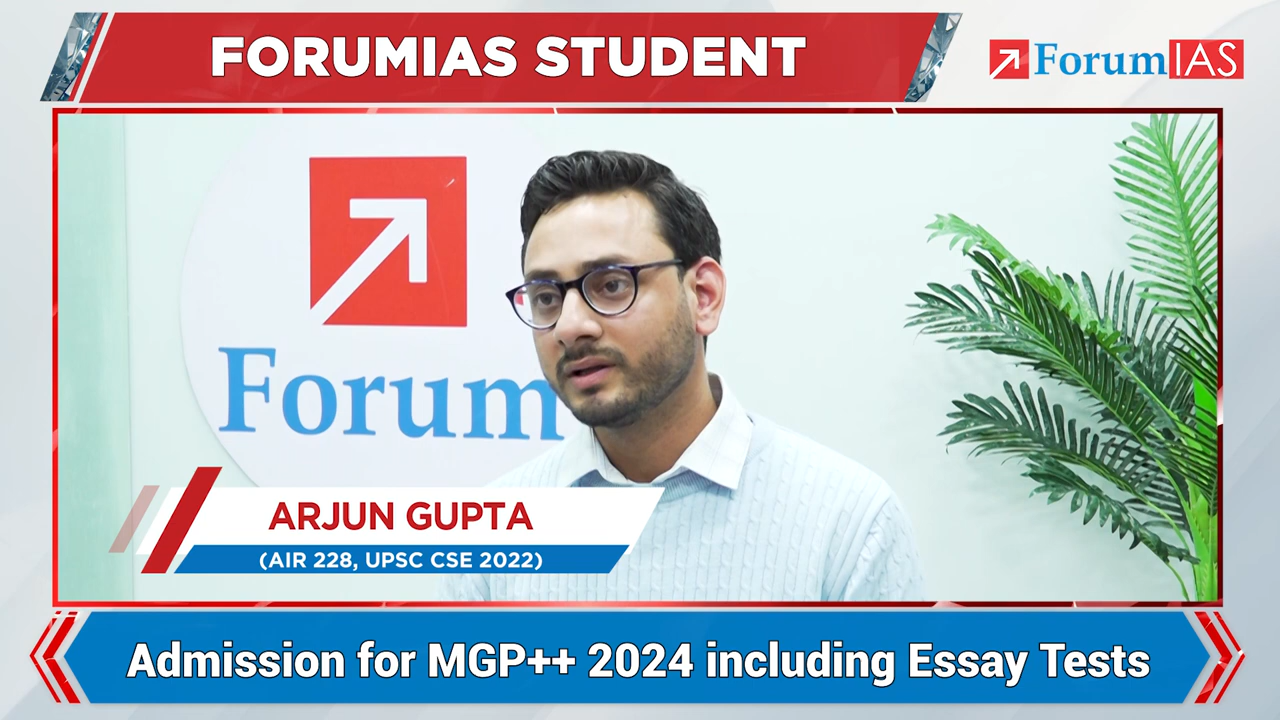 FORUMIAS STUDENT
ForumIAS
Forum
ARJUN GUPTA
(AIR 228, UPSC CSE 2022)
Admission for MGP++ 2024 including Essay Tests